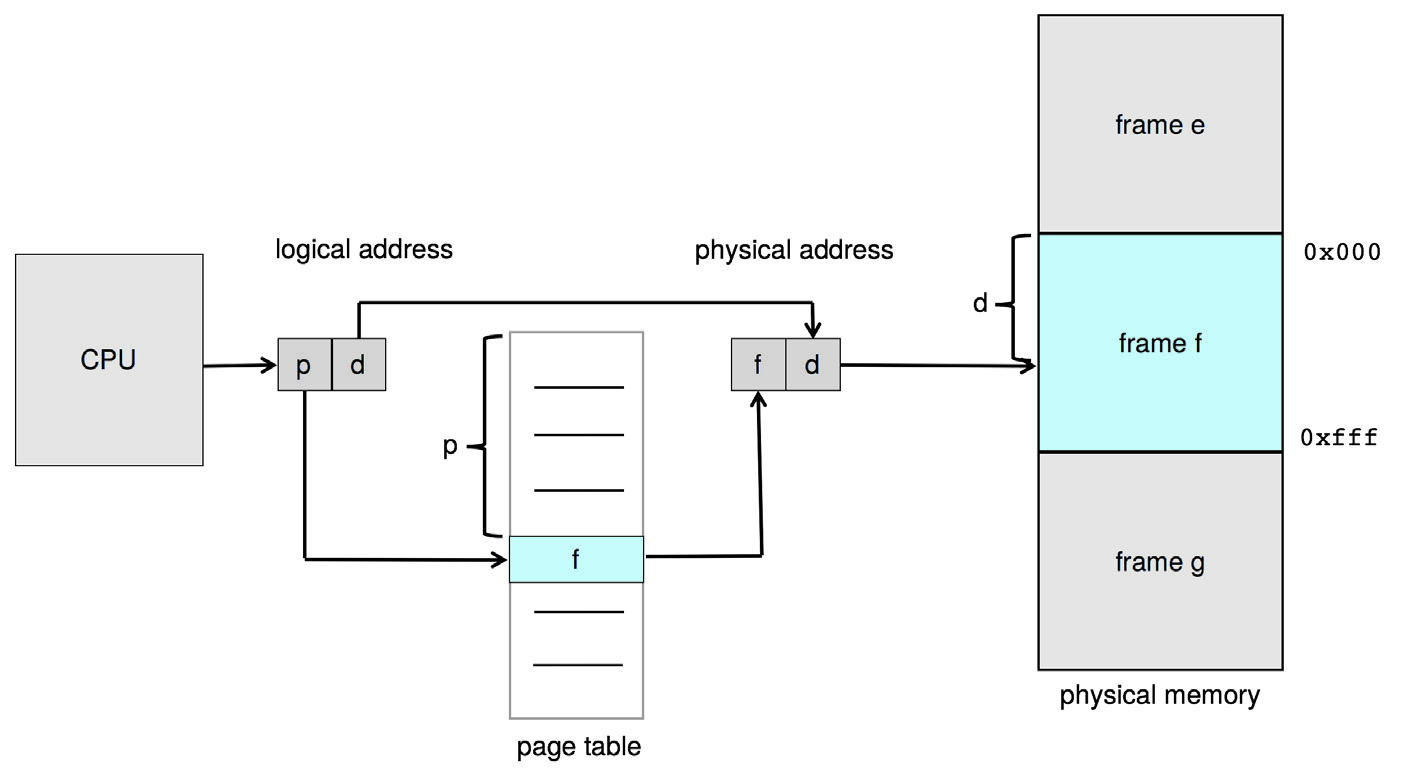 frame e
logical address
physical address
0x000
d
CPU
p
d
p
f
d
frame f
0xfff
f
frame g
physical memory
page table